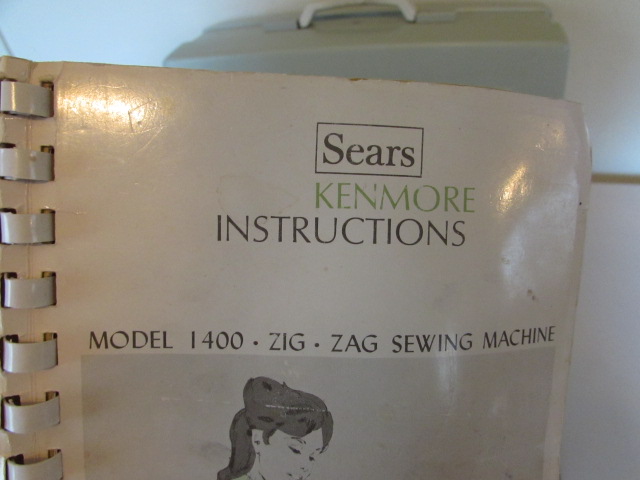 Sears
KENMORE
INSTRUCTIONS
MODEL 1400 · ZIG · ZAG SEWING MACHINE